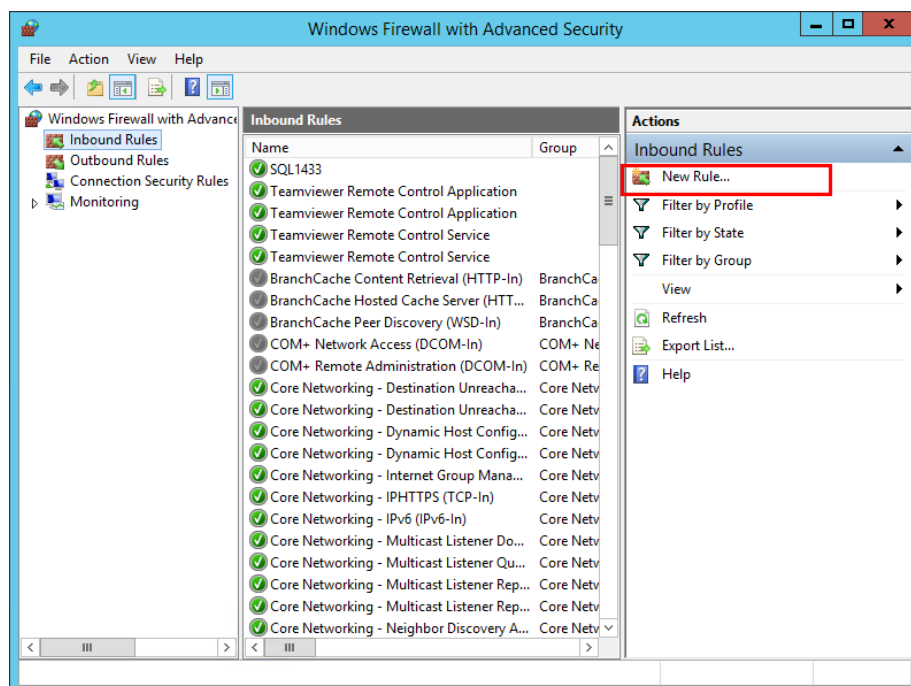 Windows Firewall with Advanced Security
File Action View Help
Windows Firewall with Advance
Inbound Rules
Outbound Rules
Connection Security Rules
Monitoring
Inbound Rules
Name Group
SQL1433
Teamviewer Remote Control Application
Teamviewer Remote Control Application
Teamviewer Remote Control Service
Teamviewer Remote Control Service
BranchCache Content Retrieval (HTTP-In) BranchCa
BranchCache Hosted Cache Server (HTT... BranchCa
BranchCache Peer Discovery (WSD-In) BranchCa
COM+ Network Access (DCOM-In) COM+ Ne
COM+ Remote Administration (DCOM-In) COM+ Re
Core Networking - Destination Unreacha... Core Netv
Core Networking - Destination Unreacha... Core Netv
Core Networking - Dynamic Host Config... Core Netv
Core Networking - Dynamic Host Config... Core Netv
Core Networking - Internet Group Mana... Core Netv
Core Networking - IPHTTPS (TCP-In) Core Netv
Core Networking - IPv6 (IPv6-In) Core Netv
Core Networking - Multicast Listener Do... Core Netv
Core Networking - Multicast Listener Qu... Core Netv
Core Networking - Multicast Listener Rep... Core Netv
Core Networking - Multicast Listener Rep... Core Netv
Core Networking - Neighbor Discovery A... Core Netv
Actions
Inbound Rules
New Rule...
Filter by Profile
Filter by State
Filter by Group
View
Refresh
Export List...
Help